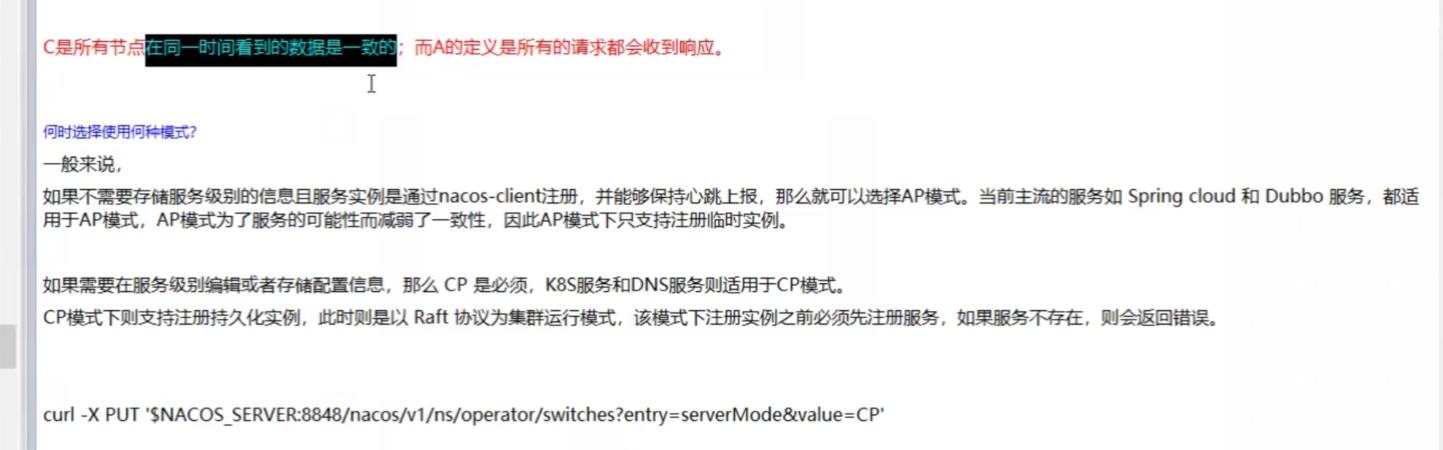 C是所有节点在同一时间看到的数据是一致的；而A的定义是所有的请求都会收到响应。
何时选择使用何种模式？
一般来说，
如果不需要存储服务级别的信息且服务实例是通过nacos-client注册，并能够保持心跳上报，那么就可以选择AP模式。当前主流的服务如 Spring cloud 和 Dubbo 服务，都适
用于AP模式，AP模式为了服务的可能性而减弱了一致性，因此AP模式下只支持注册临时实例。
如果需要在服务级别编辑或者存储配置信息，那么 CP 是必须，K8S服务和DNS服务则适用于CP模式。
CP模式下则支持注册持久化实例，此时则是以 Raft 协议为集群运行模式，该模式下注册实例之前必须先注册服务，如果服务不存在，则会返回错误。
curl -X PUT '$NACOS_SERVER:8848/nacos/v1/ns/operator/switches?entry=serverMode&value=CP'